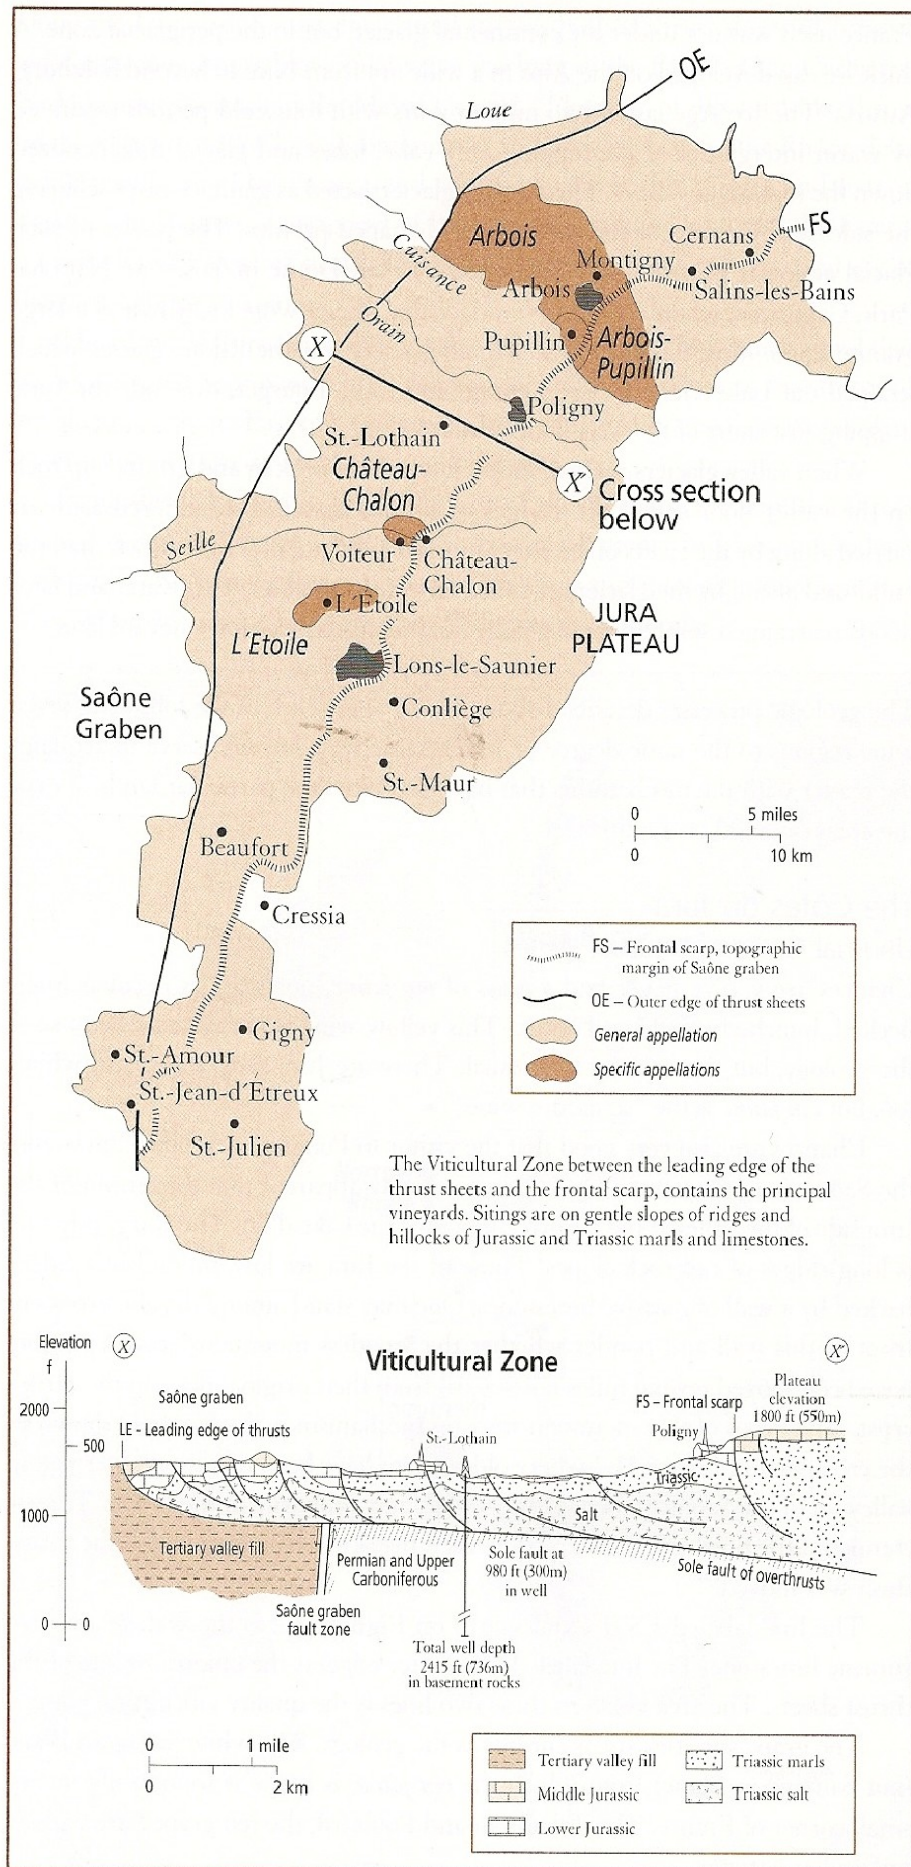 OE
Loue
FS
Arbois
Cernans
Montigny
Cuisance
Arbois
Salins-les-Bains
Orain
Pupillin
Arbois-
Pupillin
X
Poligny
St.-Lothain
Château-
Chalon
X'
Cross section
below
Seille
Voiteur
Château-
Chalon
L'Étoile
L'Etoile
JURA
PLATEAU
Lons-le-Saunier
Saône
Graben
Conliège
St.-Maur
0 5 miles
0 10 km
Beaufort
Cressia
FS – Frontal scarp, topographic
margin of Saône graben
OE – Outer edge of thrust sheets
General appellation
Specific appellations
Gigny
St.-Amour
St.-Jean-d'Etreux
St.-Julien
The Viticultural Zone between the leading edge of the
thrust sheets and the frontal scarp, contains the principal
vineyards. Sitings are on gentle slopes of ridges and
hillocks of Jurassic and Triassic marls and limestones.
Elevation
f
X
Viticultural Zone
X'
Saône graben
FS – Frontal scarp
Plateau
elevation
1800 ft (550m)
2000
LE - Leading edge of thrusts
St.-Lothain
Poligny
500
Triassic
1000
Salt
Tertiary valley fill
Permian and Upper
Carboniferous
Sole fault at
980 ft (300m)
in well
Sole fault of overthrusts
Saône graben
fault zone
0 0
Total well depth
2415 ft (736m)
in basement rocks
0 1 mile
0 2 km
Tertiary valley fill
Middle Jurassic
Lower Jurassic
Triassic marls
Triassic salt